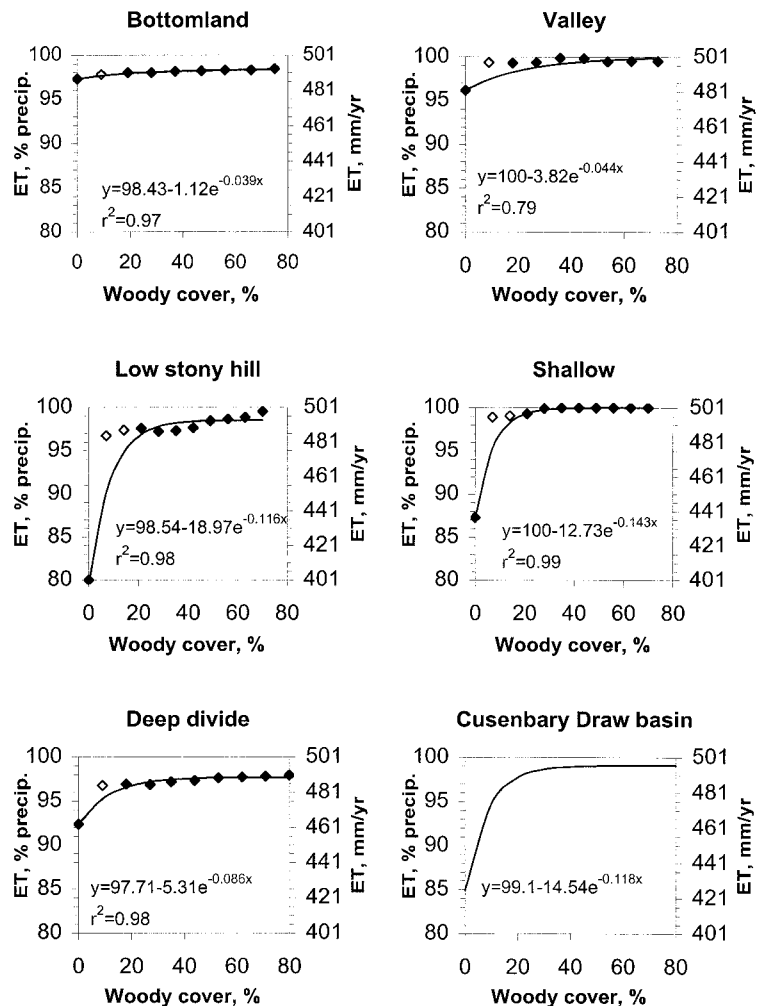 Bottomland
ET, % precip.
100
95
90
85
80
501
481
461
441
421
401
ET, mm/yr
y=98.43-1.12e^-0.039x
r²=0.97
0 20 40 60 80
Woody cover, %
Valley
ET, % precip.
100
95
90
85
80
501
481
461
441
421
401
ET, mm/yr
y=100-3.82e^-0.044x
r²=0.79
0 20 40 60 80
Woody cover, %
Low stony hill
ET, % precip.
100
95
90
85
80
501
481
461
441
421
401
ET, mm/yr
y=98.54-18.97e^-0.116x
r²=0.98
0 20 40 60 80
Woody cover, %
Shallow
ET, % precip.
100
95
90
85
80
501
481
461
441
421
401
ET, mm/yr
y=100-12.73e^-0.143x
r²=0.99
0 20 40 60 80
Woody cover, %
Deep divide
ET, % precip.
100
95
90
85
80
501
481
461
441
421
401
ET, mm/yr
y=97.71-5.31e^-0.086x
r²=0.98
0 20 40 60 80
Woody cover, %
Cusenbary Draw basin
ET, % precip.
100
95
90
85
80
501
481
461
441
421
401
ET, mm/yr
y=99.1-14.54e^-0.118x
0 20 40 60 80
Woody cover, %